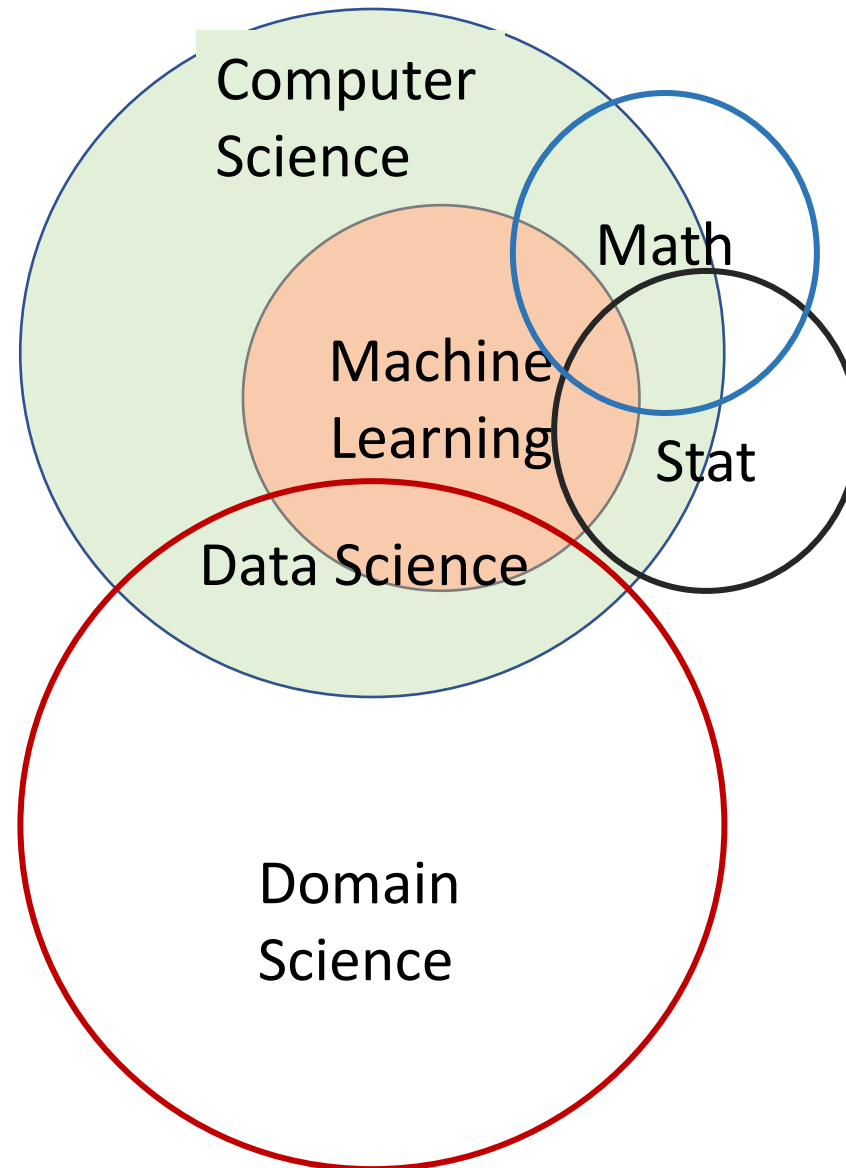 Computer
Science
Math
Machine
Learning
Stat
Data Science
Domain
Science